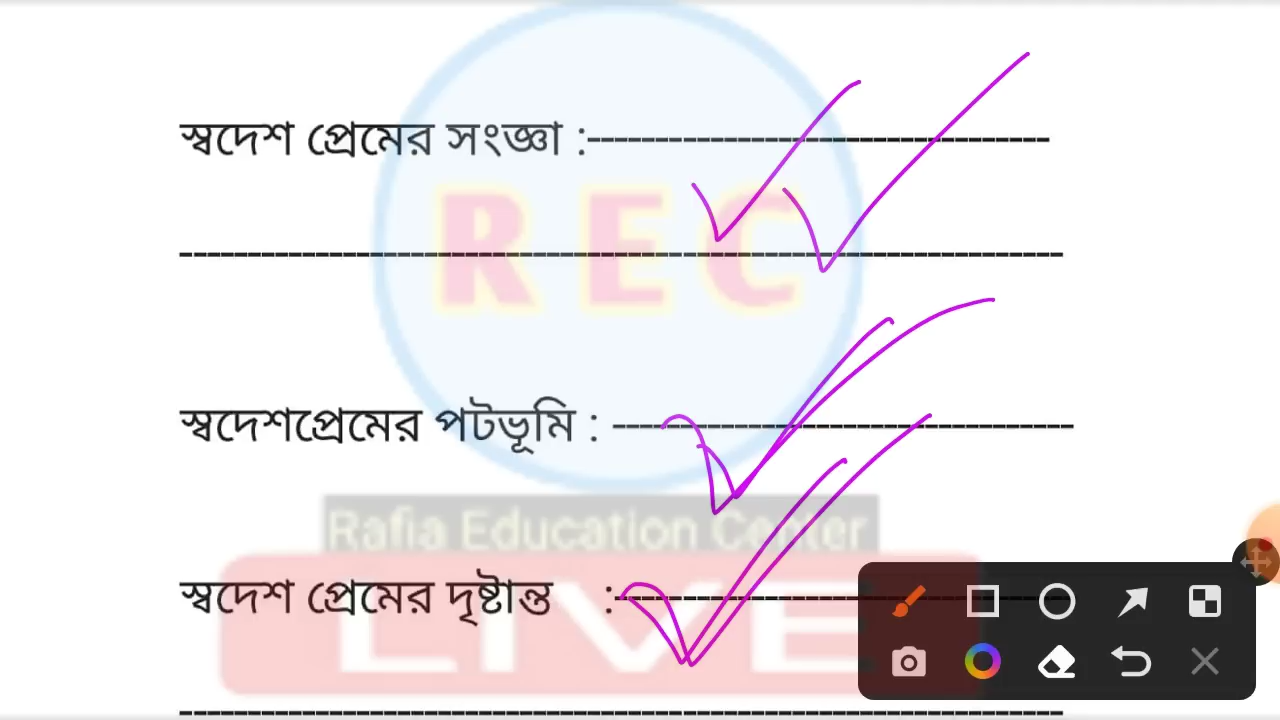 স্বদেশ প্রেমের সংজ্ঞা :--------------------------------------
R E C
স্বদেশপ্রেমের পটভূমি : --------------------------------------
Rafia Education Center
স্বদেশ প্রেমের দৃষ্টান্ত :--------------------------------------
LIVE